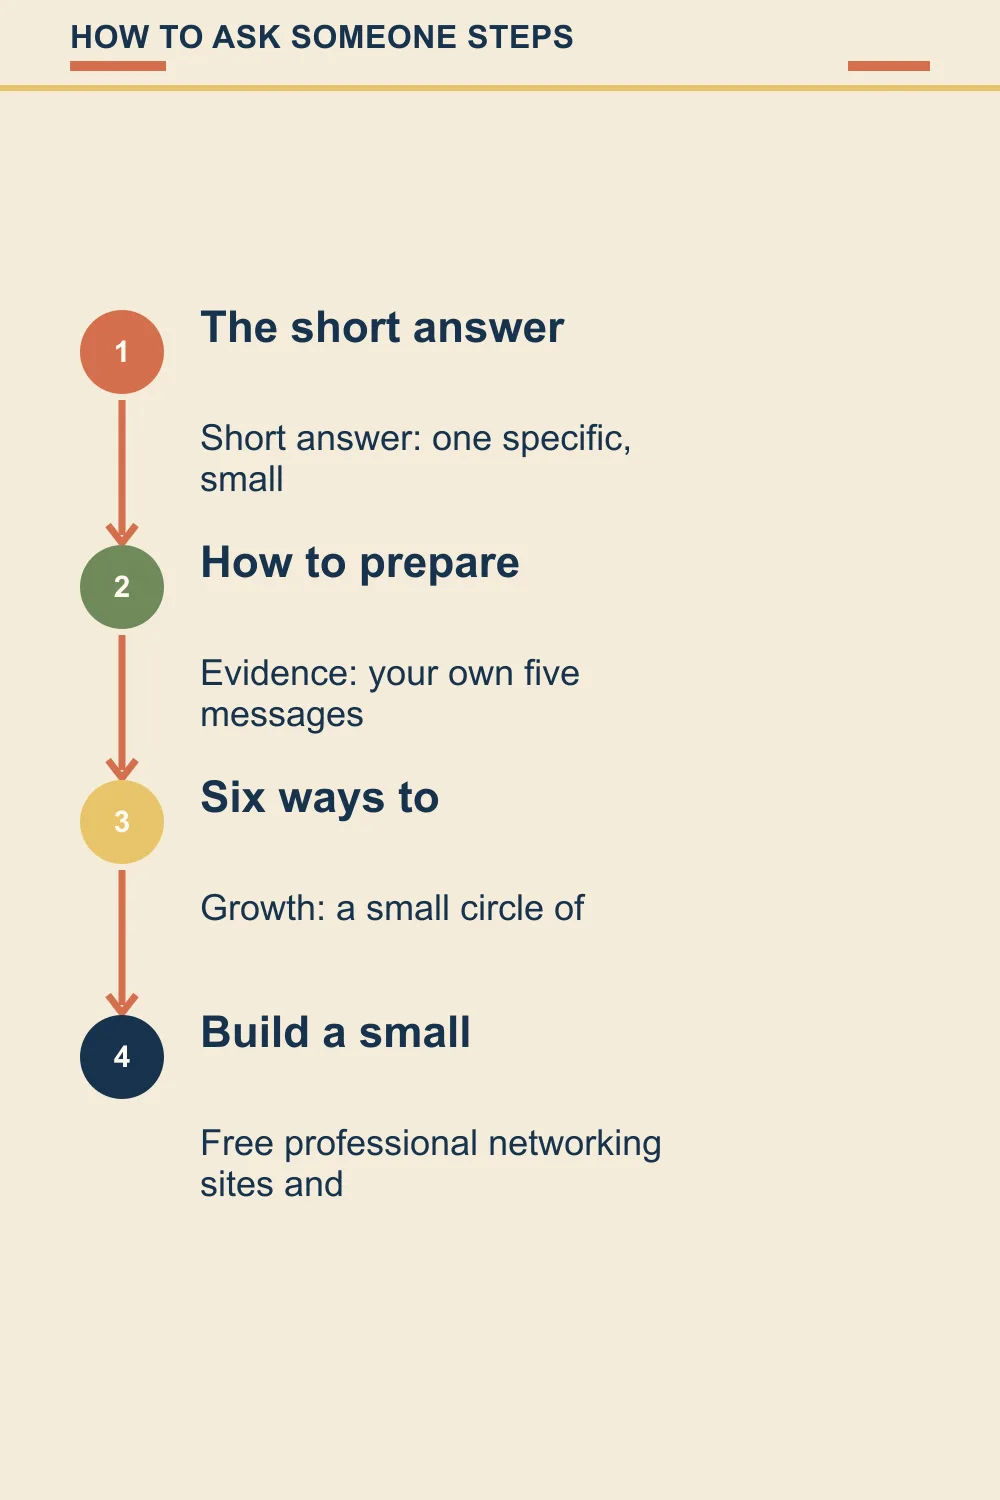 HOW TO ASK SOMEONE STEPS
1
The short answer
Short answer: one specific,
small
2
How to prepare
Evidence: your own five
messages
3
Six ways to
Growth: a small circle of
4
Build a small
Free professional networking
sites and